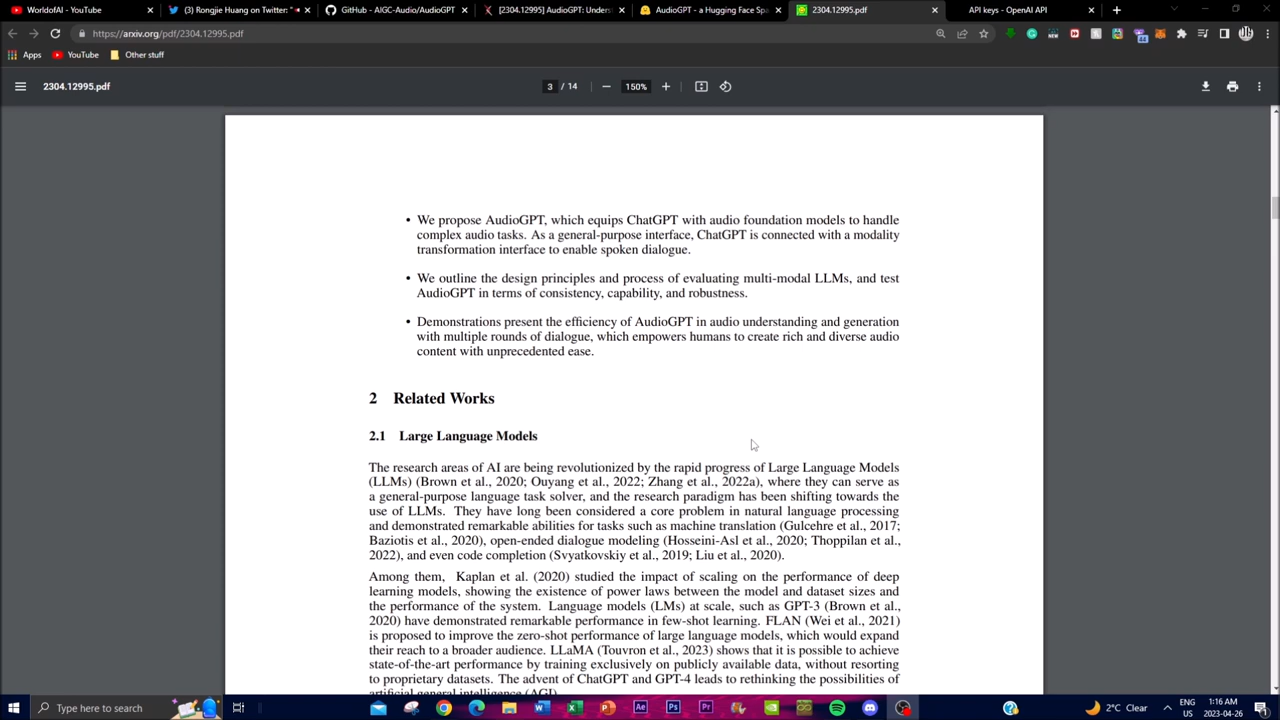 WorldofAI - YouTube
Rongjie Huang on Twitter: "
GitHub - AIGC-Audio/AudioGPT
[2304.12995] AudioGPT: Unders
AudioGPT - a Hugging Face Spa
2304.12995.pdf
API keys - OpenAI API
https://arxiv.org/pdf/2304.12995.pdf
Apps
YouTube
Other stuff
2304.12995.pdf
3 / 14
150%
• We propose AudioGPT, which equips ChatGPT with audio foundation models to handle
complex audio tasks. As a general-purpose interface, ChatGPT is connected with a modality
transformation interface to enable spoken dialogue.
• We outline the design principles and process of evaluating multi-modal LLMs, and test
AudioGPT in terms of consistency, capability, and robustness.
• Demonstrations present the efficiency of AudioGPT in audio understanding and generation
with multiple rounds of dialogue, which empowers humans to create rich and diverse audio
content with unprecedented ease.
2 Related Works
2.1 Large Language Models
The research areas of AI are being revolutionized by the rapid progress of Large Language Models
(LLMs) (Brown et al., 2020; Ouyang et al., 2022; Zhang et al., 2022a), where they can serve as
a general-purpose language task solver, and the research paradigm has been shifting towards the
use of LLMs. They have long been considered a core problem in natural language processing
and demonstrated remarkable abilities for tasks such as machine translation (Gulcehre et al., 2017;
Baziotis et al., 2020), open-ended dialogue modeling (Hosseini-Asl et al., 2020; Thoppilan et al.,
2022), and even code completion (Svyatkovskiy et al., 2019; Liu et al., 2020).
Among them, Kaplan et al. (2020) studied the impact of scaling on the performance of deep
learning models, showing the existence of power laws between the model and dataset sizes and
the performance of the system. Language models (LMs) at scale, such as GPT-3 (Brown et al.,
2020) have demonstrated remarkable performance in few-shot learning. FLAN (Wei et al., 2021)
is proposed to improve the zero-shot performance of large language models, which would expand
their reach to a broader audience. LLaMA (Touvron et al., 2023) shows that it is possible to achieve
state-of-the-art performance by training exclusively on publicly available data, without resorting
to proprietary datasets. The advent of ChatGPT and GPT-4 leads to rethinking the possibilities of
artificial general intelligence (AGI).
Type here to search
2°C Clear
ENG
US
1:16 AM
2023-04-26